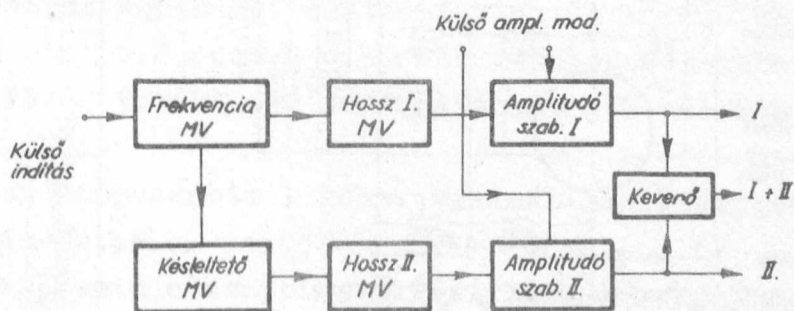 Külső ampl. mod.
Frekvencia
MV
Hossz I.
MV
Amplitudó
szab. I
I
Külső
inditás
Keverő
I + II
Késleltető
MV
Hossz II.
MV
Amplitudó
szab. II.
II.